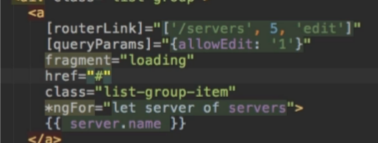 <a
[routerLink]="['/servers', 5, 'edit']"
[queryParams]="{allowEdit: '1'}"
fragment="loading"
href="#"
class="list-group-item"
*ngFor="let server of servers">
{{ server.name }}
</a>